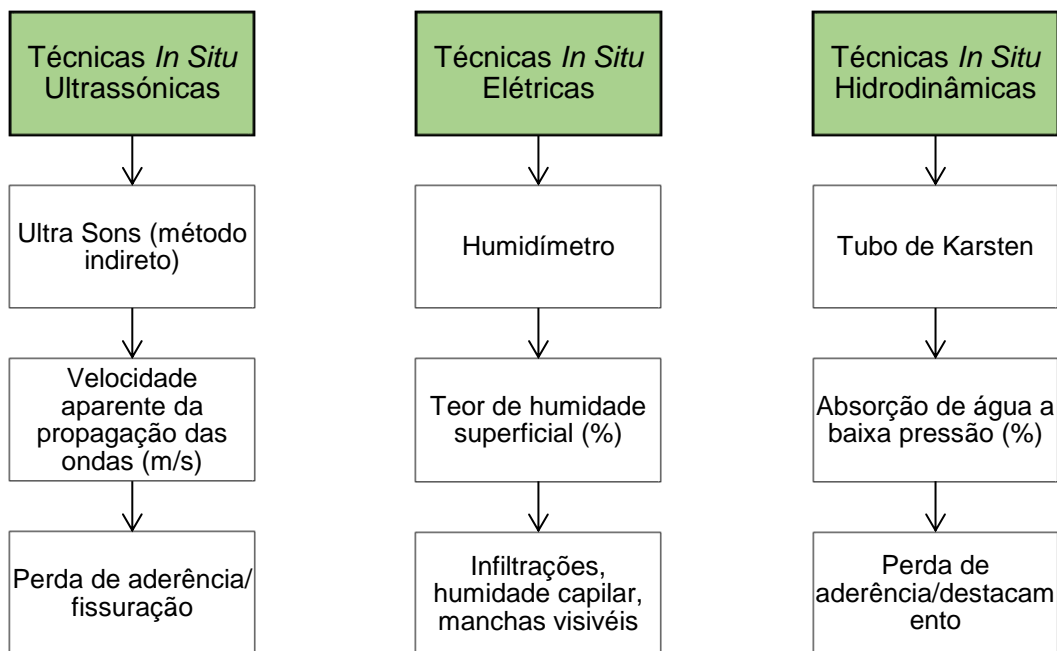 Técnicas In Situ
Ultrassónicas
Ultra Sons (método
indireto)
Velocidade
aparente da
propagação das
ondas (m/s)
Perda de aderência/
fissuração
Técnicas In Situ
Elétricas
Humidímetro
Teor de humidade
superficial (%)
Infiltrações,
humidade capilar,
manchas visivéis
Técnicas In Situ
Hidrodinâmicas
Tubo de Karsten
Absorção de água a
baixa pressão (%)
Perda de
aderência/destacam
ento